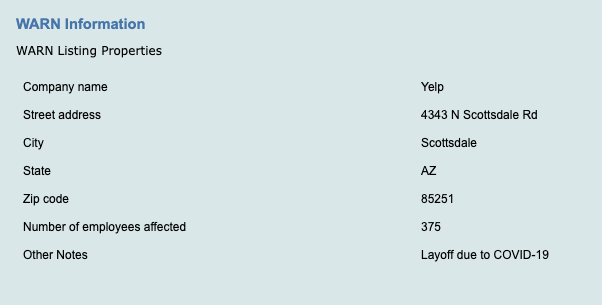 WARN Information
WARN Listing Properties
Company name Yelp
Street address 4343 N Scottsdale Rd
City Scottsdale
State AZ
Zip code 85251
Number of employees affected 375
Other Notes Layoff due to COVID-19